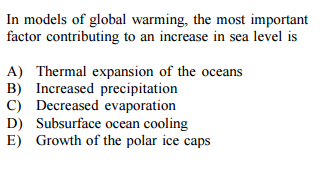 In models of global warming, the most important
factor contributing to an increase in sea level is
A) Thermal expansion of the oceans
B) Increased precipitation
C) Decreased evaporation
D) Subsurface ocean cooling
E) Growth of the polar ice caps